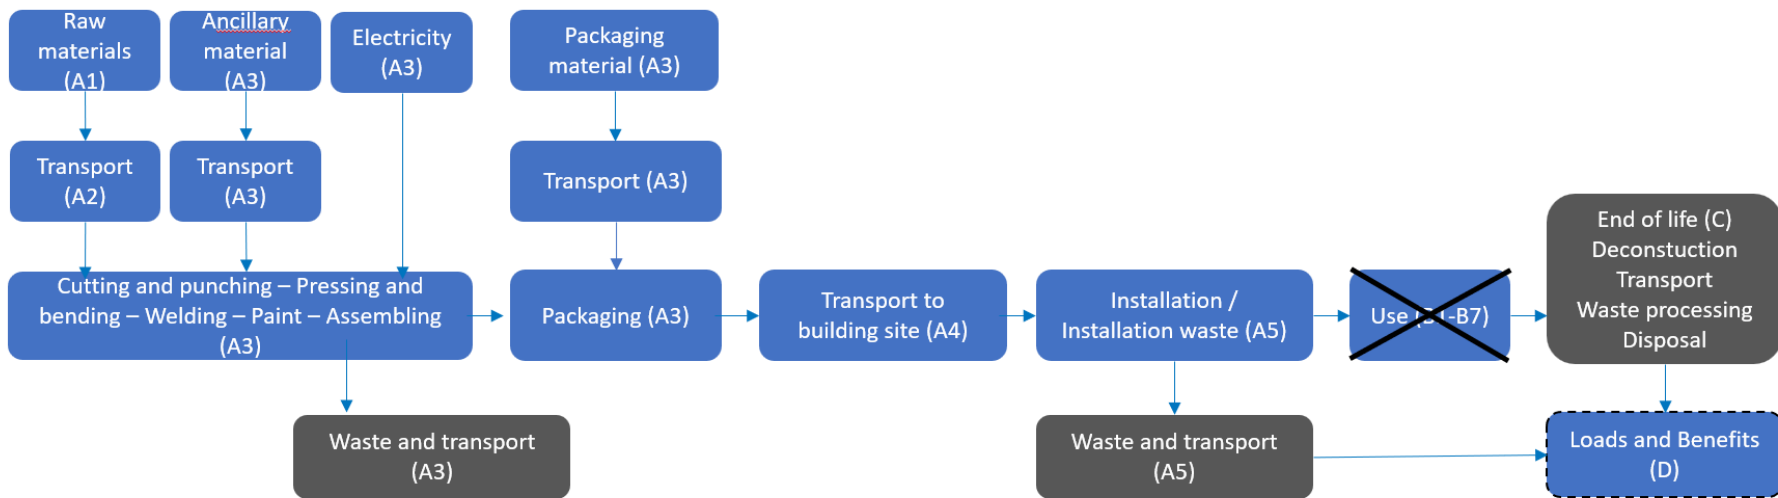 Raw
materials
(A1)
Ancillary
material
(A3)
Electricity
(A3)
Packaging
material (A3)
Transport
(A2)
Transport
(A3)
Transport (A3)
Cutting and punching – Pressing and
bending – Welding – Paint – Assembling
(A3)
Packaging (A3)
Transport to
building site (A4)
Installation /
Installation waste (A5)
Use (B1-B7)
End of life (C)
Deconstuction
Transport
Waste processing
Disposal
Waste and transport
(A3)
Waste and transport
(A5)
Loads and Benefits
(D)